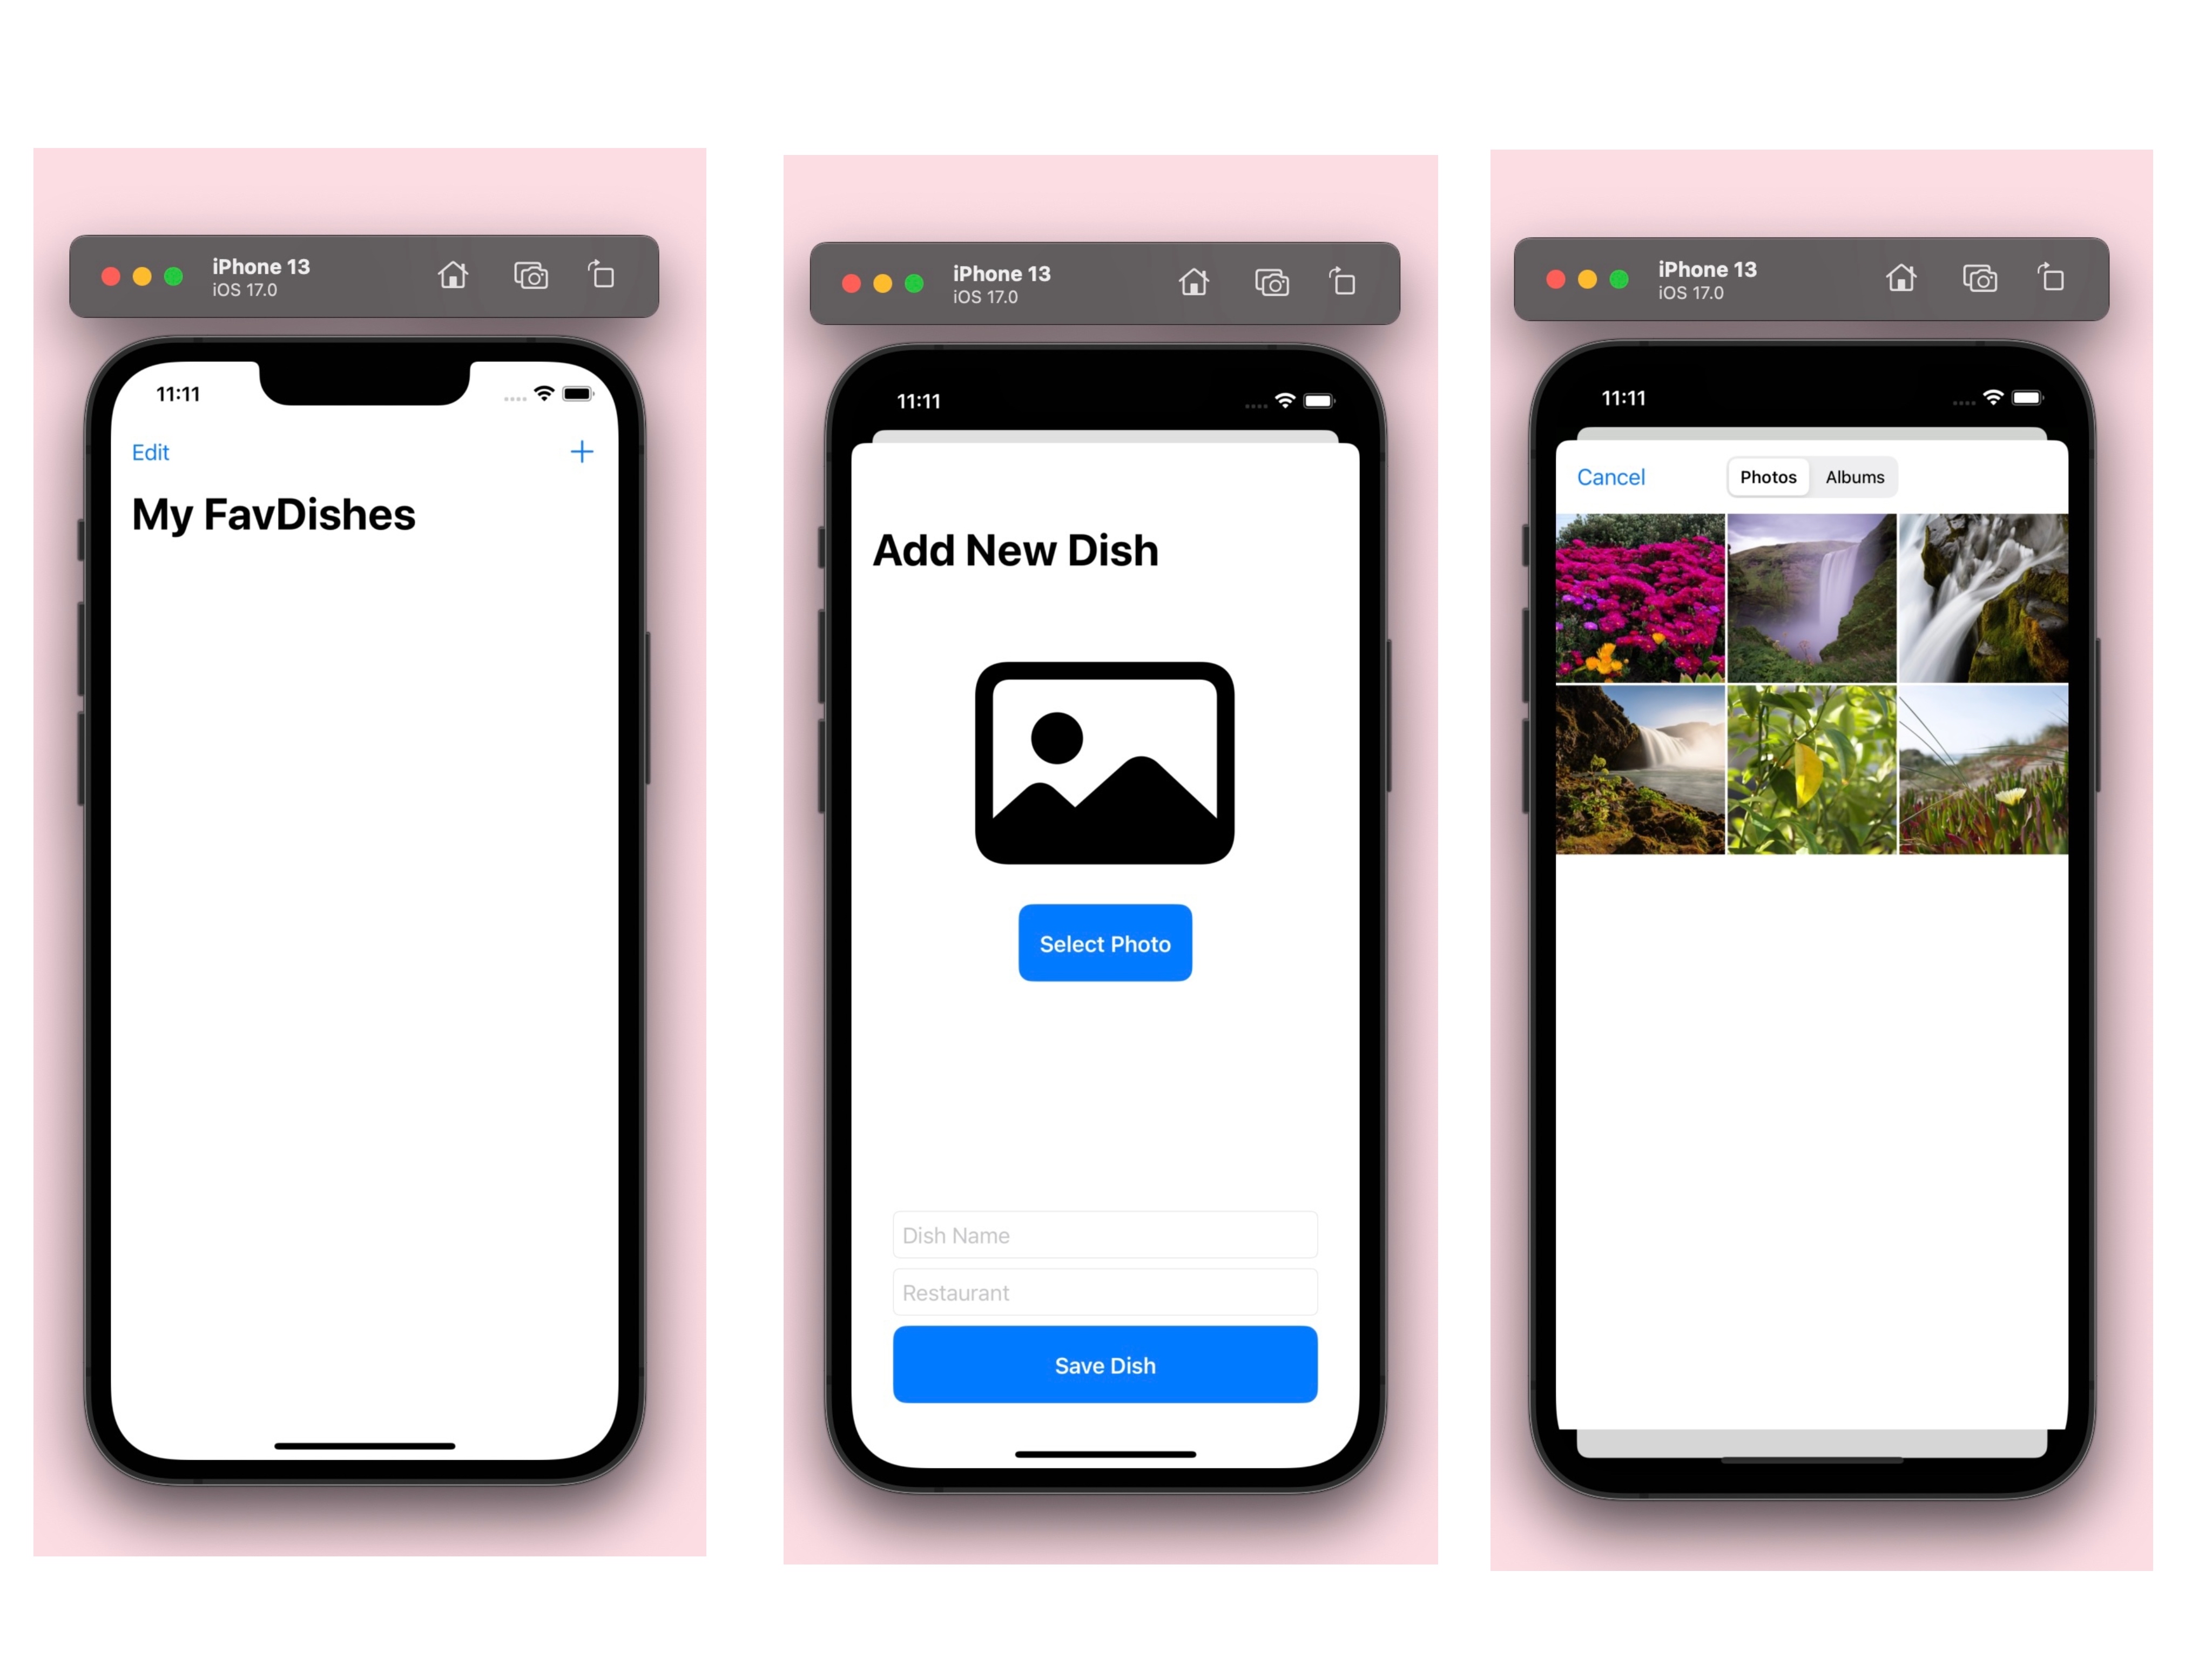 iPhone 13
iOS 17.0
11:11
Edit
My FavDishes
iPhone 13
iOS 17.0
11:11
Add New Dish
Select Photo
Dish Name
Restaurant
Save Dish
iPhone 13
iOS 17.0
11:11
Cancel Photos Albums